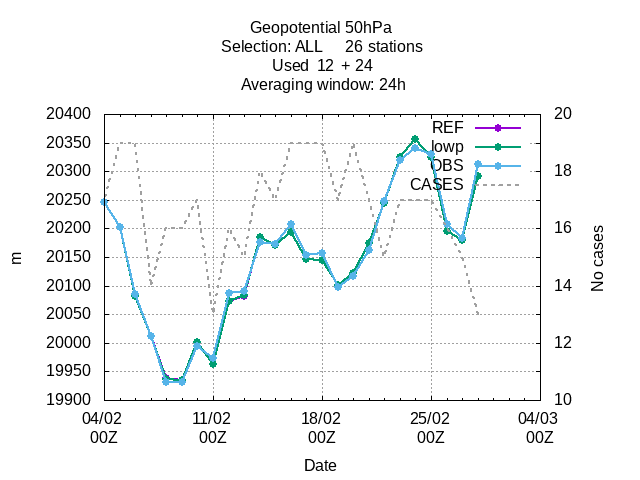 Geopotential 50hPa
Selection: ALL     26 stations
Used  12  + 24
Averaging window: 24h
20400
20350
20300
20250
20200
20150
20100
20050
20000
19950
19900
m
20
18
16
14
12
10
No cases
REF
lowp
OBS
CASES
04/02 00Z
11/02 00Z
18/02 00Z
25/02 00Z
04/03 00Z
Date